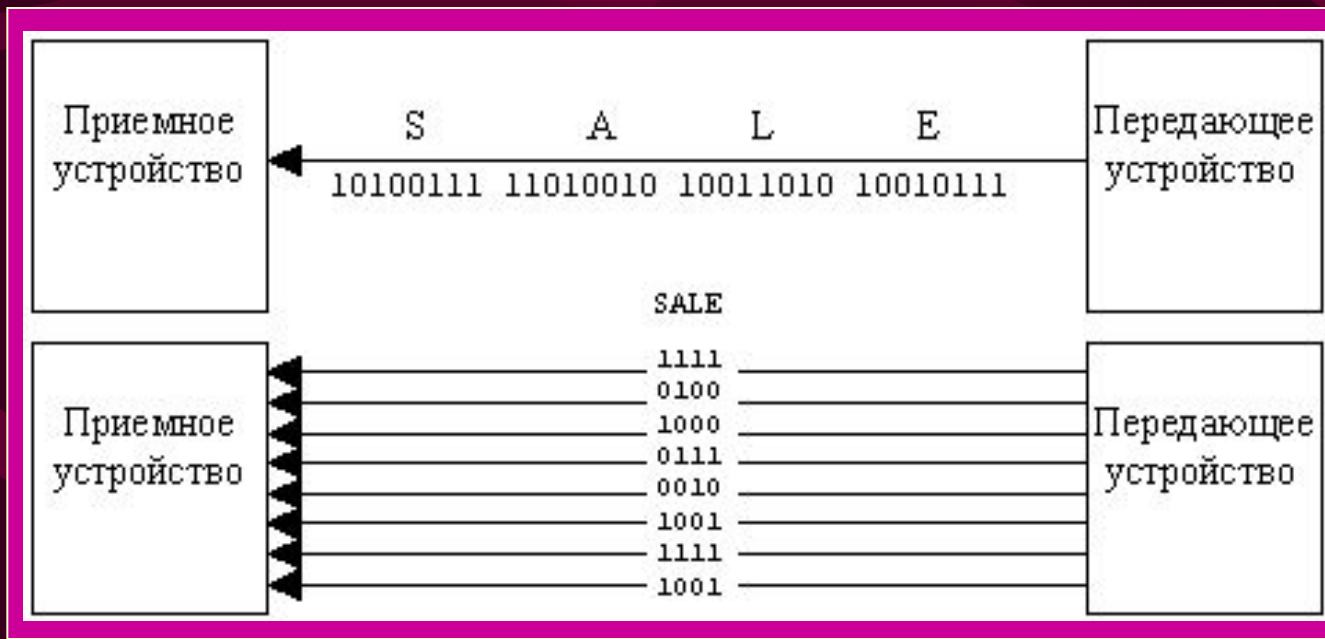 Приемное
устройство
S A L E
10100111 11010010 10011010 10010111
Передающее
устройство
SALE
Приемное
устройство
1111
0100
1000
0111
0010
1001
1111
1001
Передающее
устройство